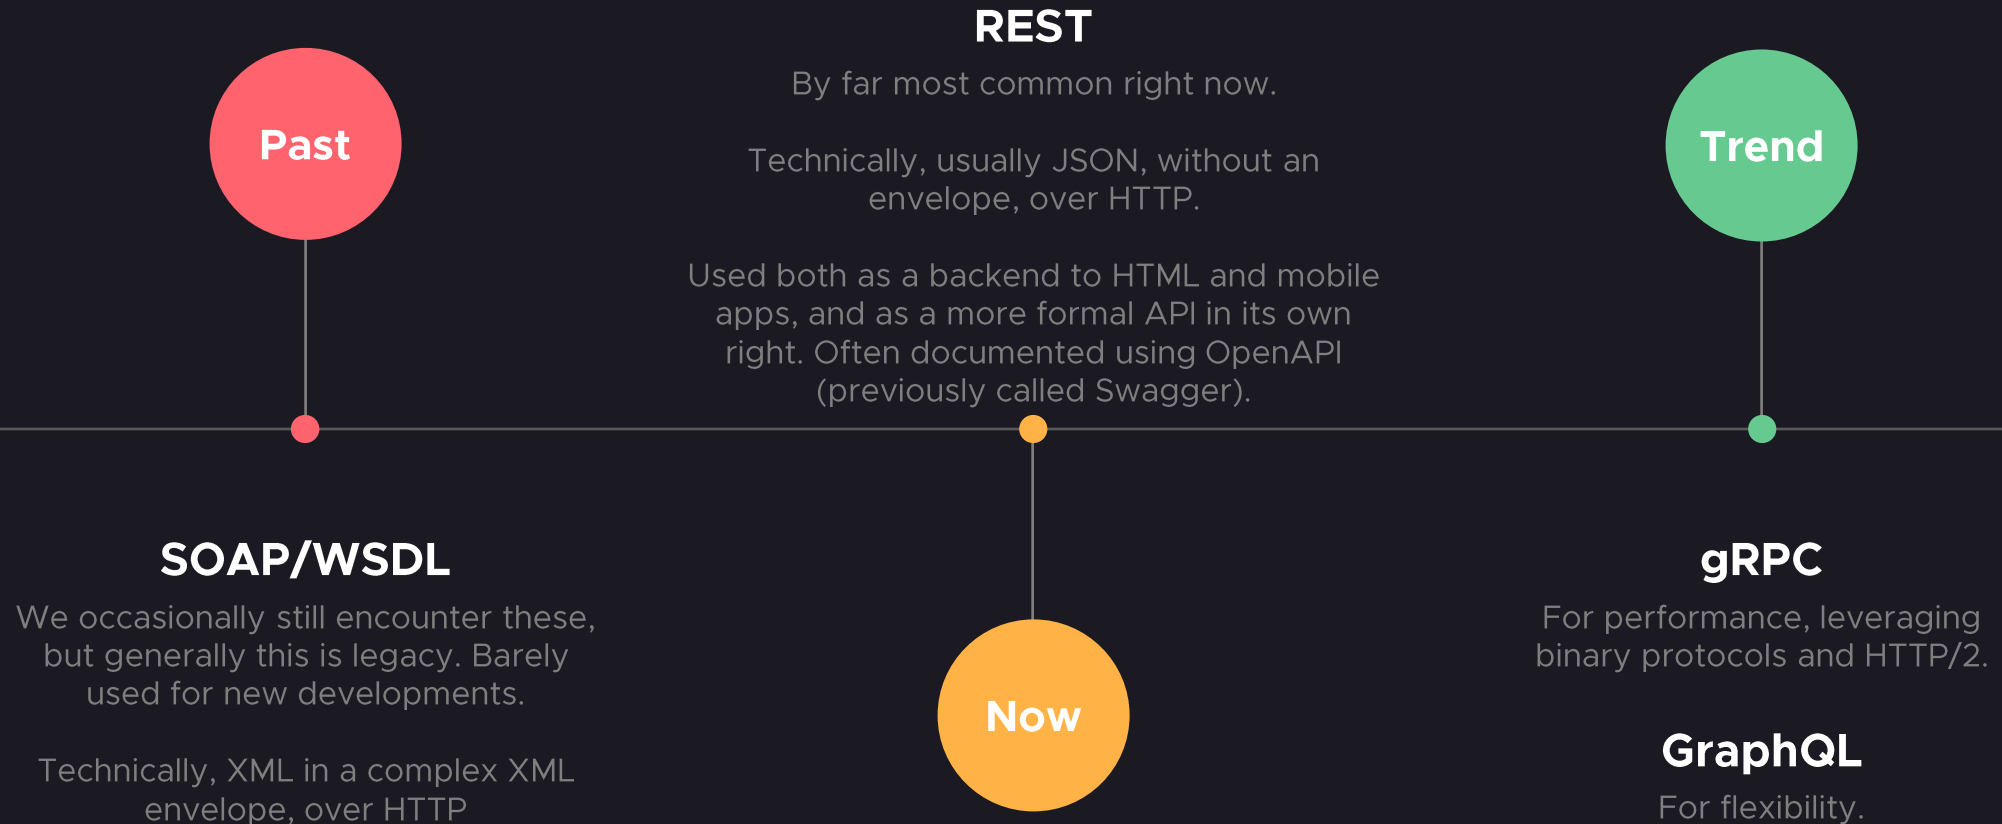 Past
SOAP/WSDL
We occasionally still encounter these,
but generally this is legacy. Barely
used for new developments.
Technically, XML in a complex XML
envelope, over HTTP
REST
By far most common right now.
Technically, usually JSON, without an
envelope, over HTTP.
Used both as a backend to HTML and mobile
apps, and as a more formal API in its own
right. Often documented using OpenAPI
(previously called Swagger).
Now
Trend
gRPC
For performance, leveraging
binary protocols and HTTP/2.
GraphQL
For flexibility.